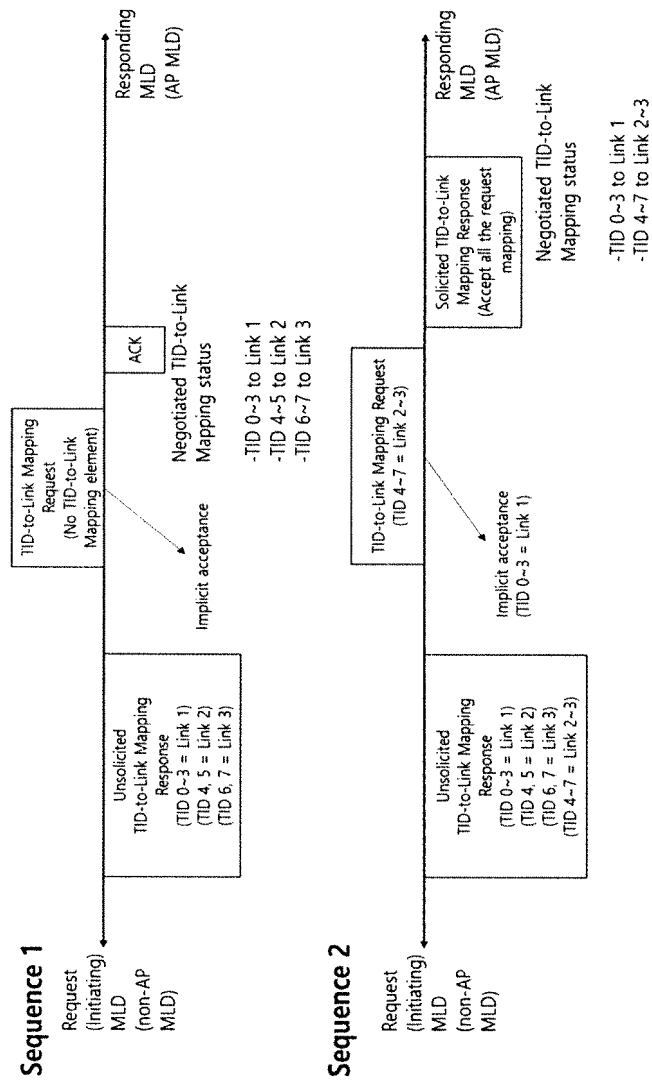 Sequence 1
Request
(Initiating)
MLD
(non-AP
MLD)
Unsolicited
TID-to-Link Mapping
Response
(TID 0~3 = Link 1)
(TID 4, 5 = Link 2)
(TID 6, 7 = Link 3)
TID-to-Link Mapping
Request
(No TID-to-Link
Mapping element)
Implicit acceptance
ACK
Negotiated TID-to-Link
Mapping status
-TID 0~3 to Link 1
-TID 4~5 to Link 2
-TID 6~7 to Link 3
Responding
MLD
(AP MLD)
Sequence 2
Request
(Initiating)
MLD
(non-AP
MLD)
Unsolicited
TID-to-Link Mapping
Response
(TID 0~3 = Link 1)
(TID 4, 5 = Link 2)
(TID 6, 7 = Link 3)
(TID 4~7 = Link 2~3)
TID-to-Link Mapping Request
(TID 4~7 = Link 2~3)
Implicit acceptance
(TID 0~3 = Link 1)
Solicited TID-to-Link
Mapping Response
(Accept all the request
mapping)
Negotiated TID-to-Link
Mapping status
-TID 0~3 to Link 1
-TID 4~7 to Link 2~3
Responding
MLD
(AP MLD)